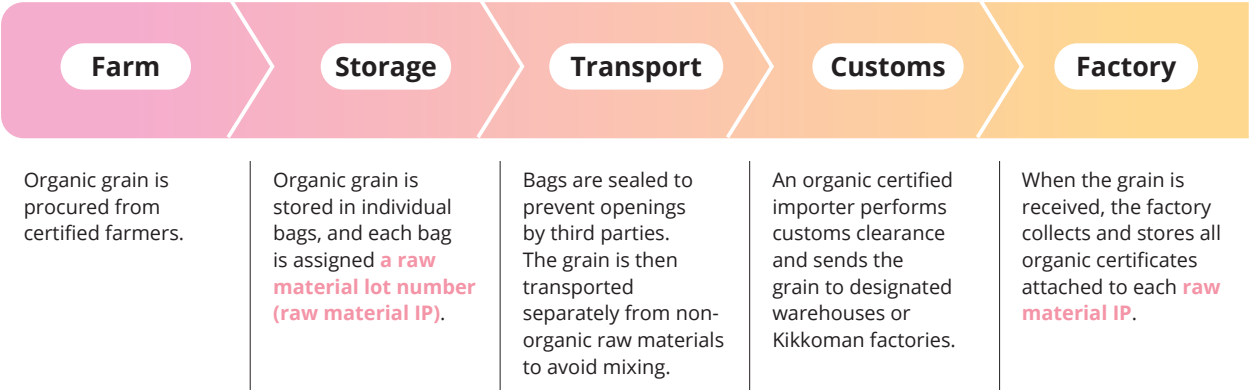 Farm
Storage
Transport
Customs
Factory
Organic grain is
procured from
certified farmers.
Organic grain is
stored in individual
bags, and each bag
is assigned a raw
material lot number
(raw material IP).
Bags are sealed to
prevent openings
by third parties.
The grain is then
transported
separately from non-
organic raw materials
to avoid mixing.
An organic certified
importer performs
customs clearance
and sends the
grain to designated
warehouses or
Kikkoman factories.
When the grain is
received, the factory
collects and stores all
organic certificates
attached to each raw
material IP.